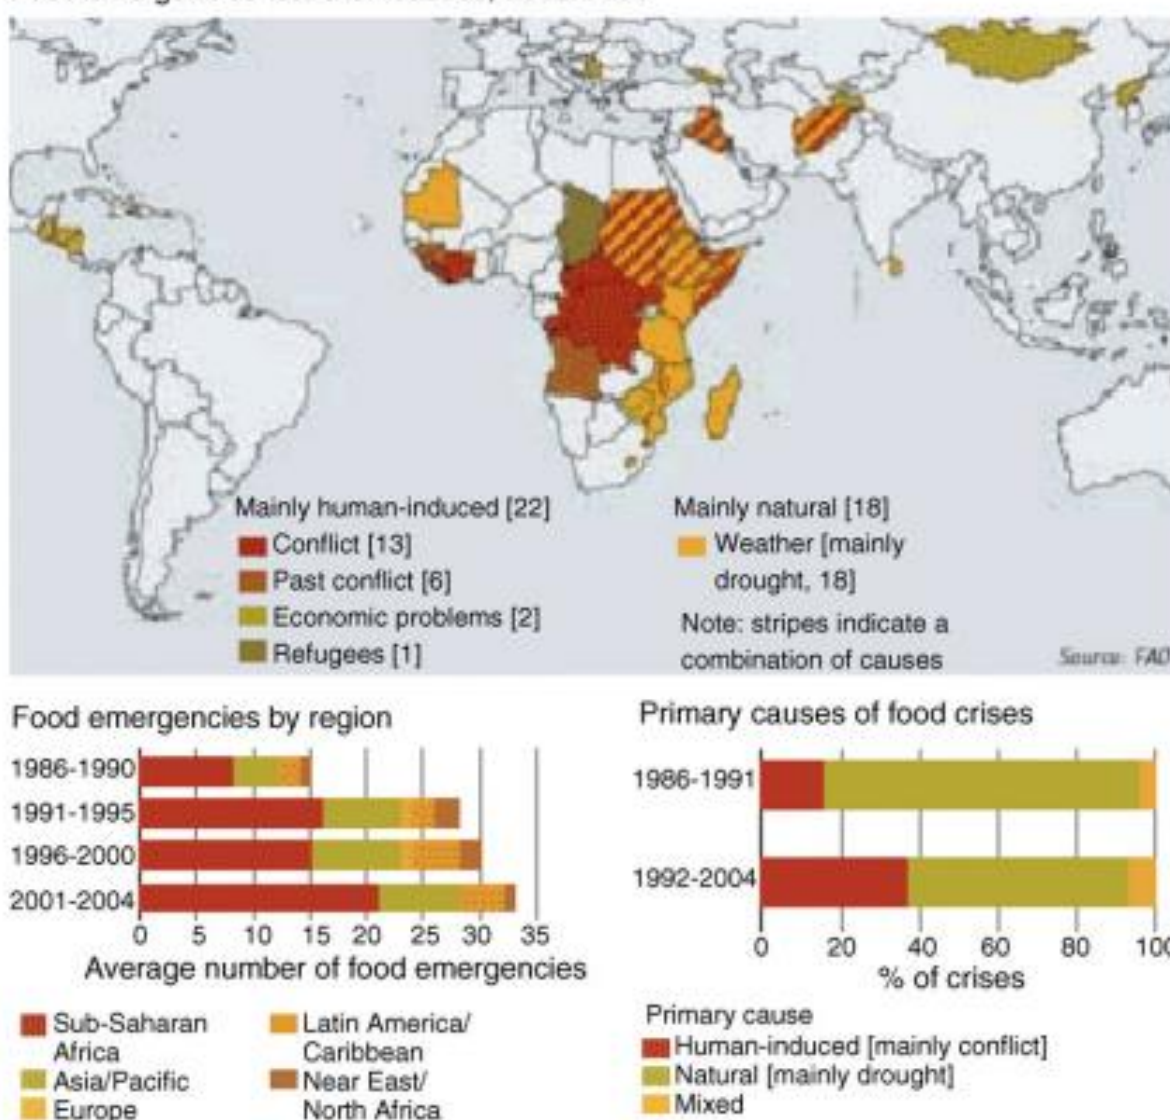 Mainly human-induced [22]
Conflict [13]
Past conflict [6]
Economic problems [2]
Refugees [1]
Mainly natural [18]
Weather [mainly
drought, 18]
Note: stripes indicate a
combination of causes
Source: FAO
Food emergencies by region
1986-1990
1991-1995
1996-2000
2001-2004
0 5 10 15 20 25 30 35
Average number of food emergencies
Sub-Saharan
Africa
Asia/Pacific
Europe
Latin America/
Caribbean
Near East/
North Africa
Primary causes of food crises
1986-1991
1992-2004
0 20 40 60 80 100
% of crises
Primary cause
Human-induced [mainly conflict]
Natural [mainly drought]
Mixed